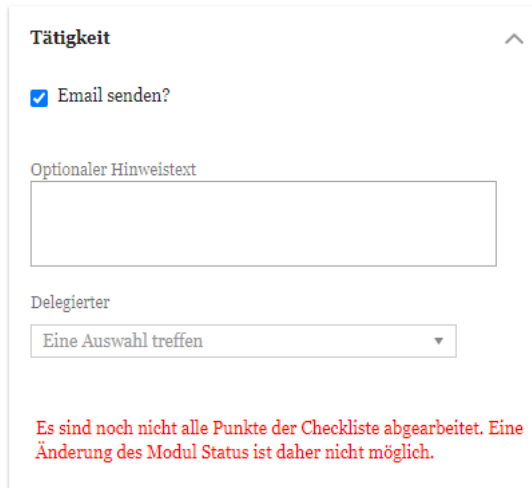 Tätigkeit
Email senden?
Optionaler Hinweistext
Delegierter
Eine Auswahl treffen
Es sind noch nicht alle Punkte der Checkliste abgearbeitet. Eine
Änderung des Modul Status ist daher nicht möglich.